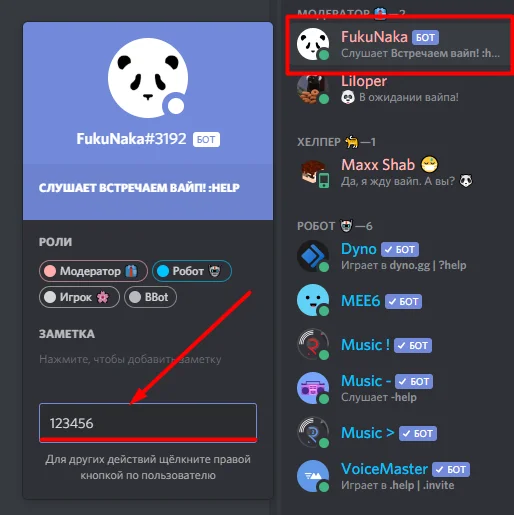 FukuNaka#3192 БОТ
СЛУШАЕТ ВСТРЕЧАЕМ ВАЙП! :HELP
РОЛИ
Модератор
Робот
Игрок
BBot
ЗАМЕТКА
Нажмите, чтобы добавить заметку
123456
Для других действий щёлкните правой
кнопкой по пользователю
МОДЕРАТОР —2
FukuNaka БОТ
Слушает Встречаем вайп! :h...
Liloper
В ожидании вайпа!
ХЕЛПЕР —1
Maxx Shab
Да, я жду вайп. А вы?
РОБОТ —6
Dyno БОТ
Играет в dyno.gg | ?help
MEE6 БОТ
Music ! БОТ
Music - БОТ
Слушает -help
Music > БОТ
VoiceMaster БОТ
Играет в .help | .invite